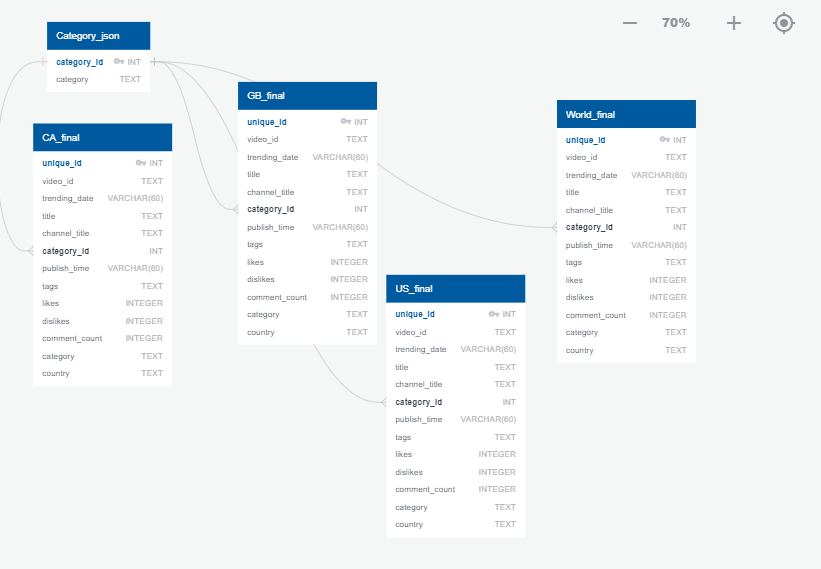 70%
Category_json
category_id INT
category TEXT
CA_final
unique_id INT
video_id TEXT
trending_date VARCHAR(60)
title TEXT
channel_title TEXT
category_id INT
publish_time VARCHAR(60)
tags TEXT
likes INTEGER
dislikes INTEGER
comment_count INTEGER
category TEXT
country TEXT
GB_final
unique_id INT
video_id TEXT
trending_date VARCHAR(60)
title TEXT
channel_title TEXT
category_id INT
publish_time VARCHAR(60)
tags TEXT
likes INTEGER
dislikes INTEGER
comment_count INTEGER
category TEXT
country TEXT
US_final
unique_id INT
video_id TEXT
trending_date VARCHAR(60)
title TEXT
channel_title TEXT
category_id INT
publish_time VARCHAR(60)
tags TEXT
likes INTEGER
dislikes INTEGER
comment_count INTEGER
category TEXT
country TEXT
World_final
unique_id INT
video_id TEXT
trending_date VARCHAR(60)
title TEXT
channel_title TEXT
category_id INT
publish_time VARCHAR(60)
tags TEXT
likes INTEGER
dislikes INTEGER
comment_count INTEGER
category TEXT
country TEXT